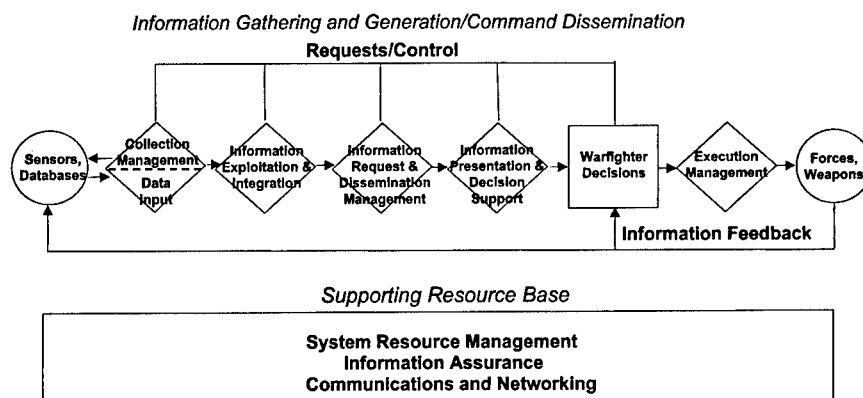 Information Gathering and Generation/Command Dissemination
Requests/Control
Sensors,
Databases
Collection
Management
Data
Input
Information
Exploitation &
Integration
Information
Request &
Dissemination
Management
Information
Presentation &
Decision
Support
Warfighter
Decisions
Execution
Management
Forces,
Weapons
Information Feedback
Supporting Resource Base
System Resource Management
Information Assurance
Communications and Networking